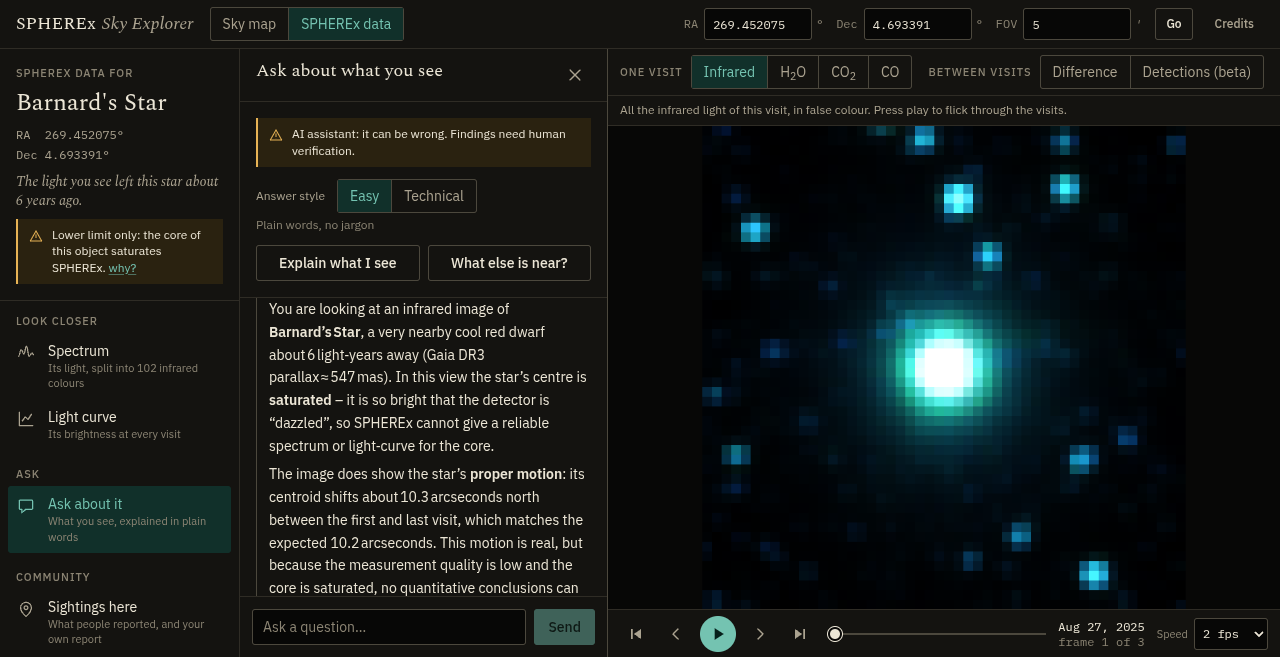 SPHEREx Sky Explorer
Sky map
SPHEREx data
RA 269.452075 °
Dec 4.693391 °
FOV 5 ′
Go
Credits
SPHEREX DATA FOR
Barnard's Star
RA 269.452075°
Dec 4.693391°
The light you see left this star about
6 years ago.
Lower limit only: the core of
this object saturates
SPHEREx. why?
LOOK CLOSER
Spectrum
Its light, split into 102 infrared
colours
Light curve
Its brightness at every visit
ASK
Ask about it
What you see, explained in plain
words
COMMUNITY
Sightings here
What people reported, and your
own report
Ask about what you see
AI assistant: it can be wrong. Findings need human
verification.
Answer style
Easy
Technical
Plain words, no jargon
Explain what I see
What else is near?
You are looking at an infrared image of
Barnard's Star, a very nearby cool red dwarf
about 6 light-years away (Gaia DR3
parallax ≈ 547 mas). In this view the star’s centre is
saturated – it is so bright that the detector is
“dazzled”, so SPHEREx cannot give a reliable
spectrum or light-curve for the core.
The image does show the star’s proper motion: its
centroid shifts about 10.3 arcseconds north
between the first and last visit, which matches the
expected 10.2 arcseconds. This motion is real, but
because the measurement quality is low and the
core is saturated, no quantitative conclusions can
Ask a question...
Send
ONE VISIT
Infrared
H₂O
CO₂
CO
BETWEEN VISITS
Difference
Detections (beta)
All the infrared light of this visit, in false colour. Press play to flick through the visits.
Aug 27, 2025
frame 1 of 3
Speed
2 fps